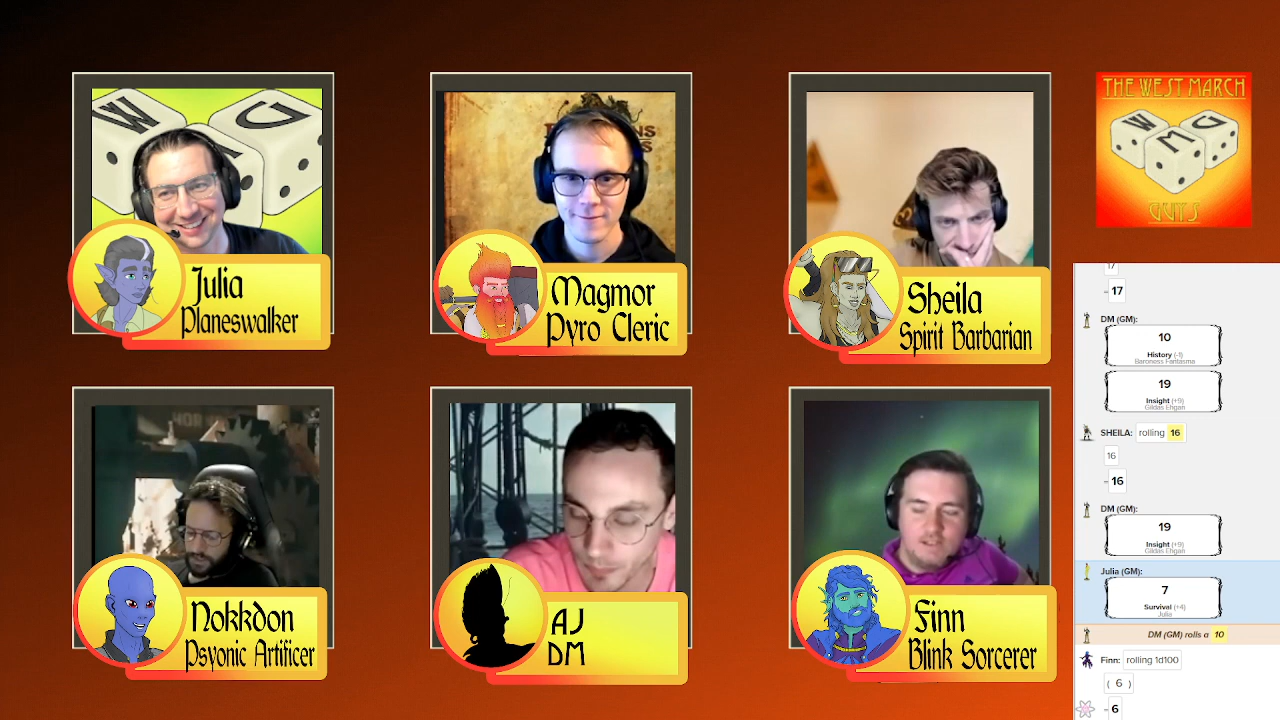 Julia
Planeswalker
Magmor
Pyro Cleric
Sheila
Spirit Barbarian
Nokkdon
Psyonic Artificer
AJ
DM
Finn
Blink Sorcerer
THE WEST MARCH
W M G
GUYS
W G
17
= 17
DM (GM):
10
History (-1)
Baroness Fantasma
19
Insight (+9)
Gildas Efigan
SHEILA: rolling 16
16
= 16
DM (GM):
19
Insight (+9)
Gildas Efigan
Julia (GM):
7
Survival (+4)
Julia
DM (GM) rolls a 10
Finn: rolling 1d100
( 6 )
= 6